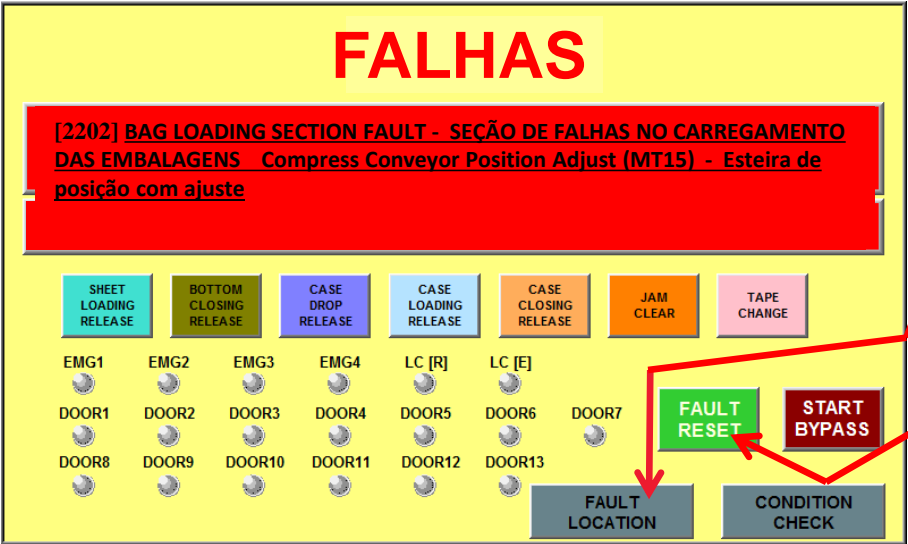 FALHAS
[2202] BAG LOADING SECTION FAULT - SEÇÃO DE FALHAS NO CARREGAMENTO
DAS EMBALAGENS Compress Conveyor Position Adjust (MT15) - Esteira de
posição com ajuste
SHEET LOADING RELEASE
BOTTOM CLOSING RELEASE
CASE DROP RELEASE
CASE LOADING RELEASE
CASE CLOSING RELEASE
JAM CLEAR
TAPE CHANGE
EMG1 EMG2 EMG3 EMG4 LC [R] LC [E]
DOOR1 DOOR2 DOOR3 DOOR4 DOOR5 DOOR6 DOOR7
DOOR8 DOOR9 DOOR10 DOOR11 DOOR12 DOOR13
FAULT
RESET
START
BYPASS
FAULT
LOCATION
CONDITION
CHECK